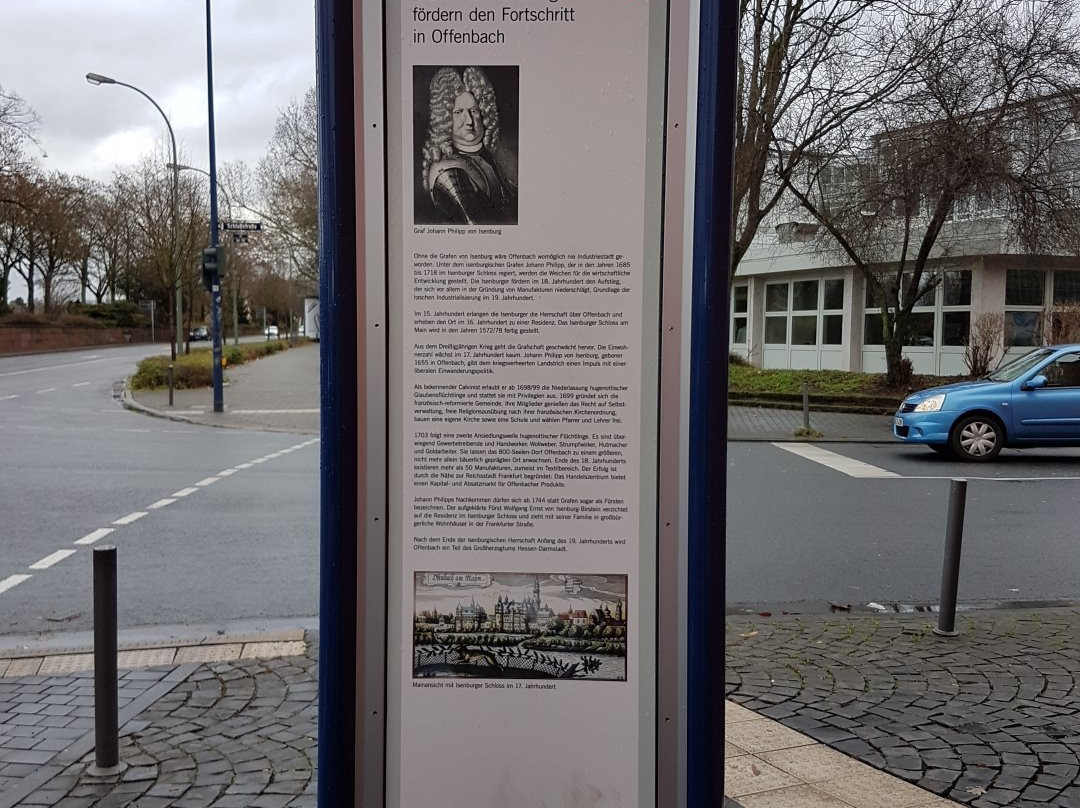 fördern den Fortschritt
in Offenbach
Graf Johann Philipp von Isenburg
Ohne die Grafen von Isenburg wäre Offenbach womöglich nie Industriestadt ge-
worden. Unter dem isenburgischen Grafen Johann Philipp, der in den Jahren 1685
bis 1718 im Isenburger Schloss regiert, werden die Weichen für die wirtschaftliche
Entwicklung gestellt. Die Isenburger fördern im 18. Jahrhundert den Aufstieg,
der sich vor allem in der Gründung von Manufakturen niederschlägt, Grundlage der
raschen Industrialisierung im 19. Jahrhundert.
Im 15. Jahrhundert erlangen die Isenburger die Herrschaft über Offenbach und
erheben den Ort im 16. Jahrhundert zu einer Residenz. Das Isenburger Schloss am
Main wird in den Jahren 1572/78 fertig gestellt.
Aus dem Dreißigjährigen Krieg geht die Grafschaft geschwächt hervor. Die Einwoh-
nerzahl wächst im 17. Jahrhundert kaum. Johann Philipp von Isenburg, geboren
1655 in Offenbach, gibt dem kriegsverheerten Landstrich einen Impuls mit einer
liberalen Einwanderungspolitik.
Als bekennender Calvinist erlaubt er ab 1698/99 die Niederlassung hugenottischer
Glaubensflüchtlinge und stattet sie mit Privilegien aus. 1699 gründet sich die
französisch-reformierte Gemeinde. Ihre Mitglieder genießen das Recht auf Selbst-
verwaltung, freie Religionsausübung nach ihrer französischen Kirchenordnung,
bauen eine eigene Kirche sowie eine Schule und wählen Pfarrer und Lehrer frei.
1703 folgt eine zweite Ansiedlungswelle hugenottischer Flüchtlinge. Es sind über-
wiegend Gewerbetreibende und Handwerker: Wollweber, Strumpfwirker, Hutmacher
und Goldarbeiter. Sie lassen das 800-Seelen-Dorf Offenbach zu einem größeren,
nicht mehr allein bäuerlich geprägten Ort anwachsen. Ende des 18. Jahrhunderts
existieren mehr als 50 Manufakturen, zumeist im Textilbereich. Der Erfolg ist
durch die Nähe zur Reichsstadt Frankfurt begründet: Das Handelszentrum bietet
einen Kapital- und Absatzmarkt für Offenbacher Produkte.
Johann Philipps Nachkommen dürfen sich ab 1744 statt Grafen sogar als Fürsten
bezeichnen. Der aufgeklärte Fürst Wolfgang Ernst von Isenburg-Birstein verzichtet
auf die Residenz im Isenburger Schloss und zieht mit seiner Familie in großbür-
gerliche Wohnhäuser in der Frankfurter Straße.
Nach dem Ende der isenburgischen Herrschaft Anfang des 19. Jahrhunderts wird
Offenbach ein Teil des Großherzogtums Hessen-Darmstadt.
Offenbach am Mayn.
Mainansicht mit Isenburger Schloss im 17. Jahrhundert
Schloßstraße